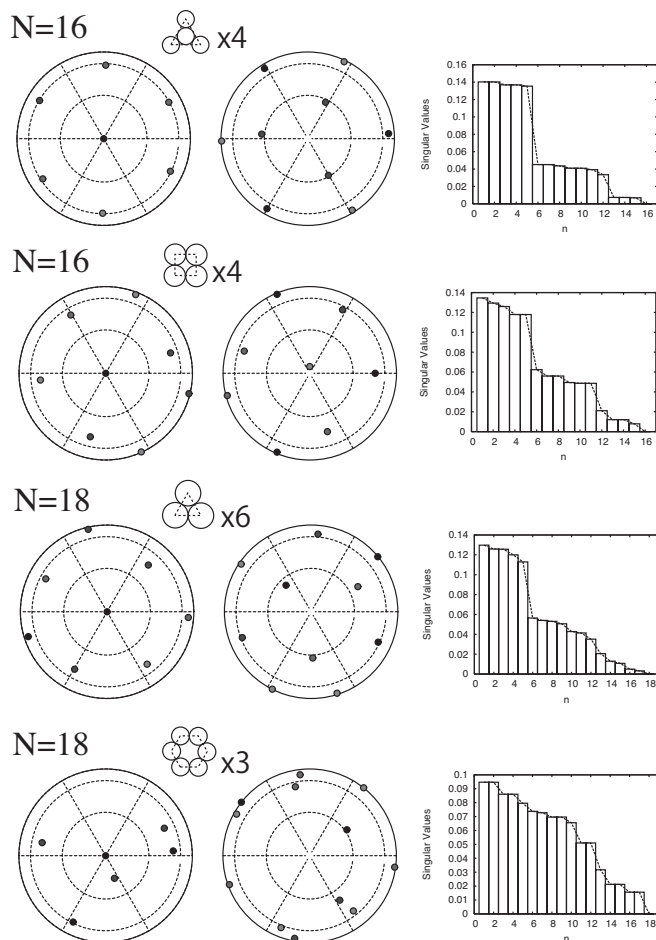 N=16
x4
0.16
0.14
0.12
0.10
0.08
0.06
0.04
0.02
0
Singular Values
0 2 4 6 8 10 12 14 16
n
N=16
x4
0.14
0.12
0.1
0.08
0.06
0.04
0.02
0
Singular Values
0 2 4 6 8 10 12 14 16
n
N=18
x6
0.14
0.12
0.1
0.08
0.06
0.04
0.02
0
Singular Values
0 2 4 6 8 10 12 14 16 18
n
N=18
x3
0.1
0.09
0.08
0.07
0.06
0.05
0.04
0.03
0.02
0.01
0
Singular Values
0 2 4 6 8 10 12 14 16 18
n